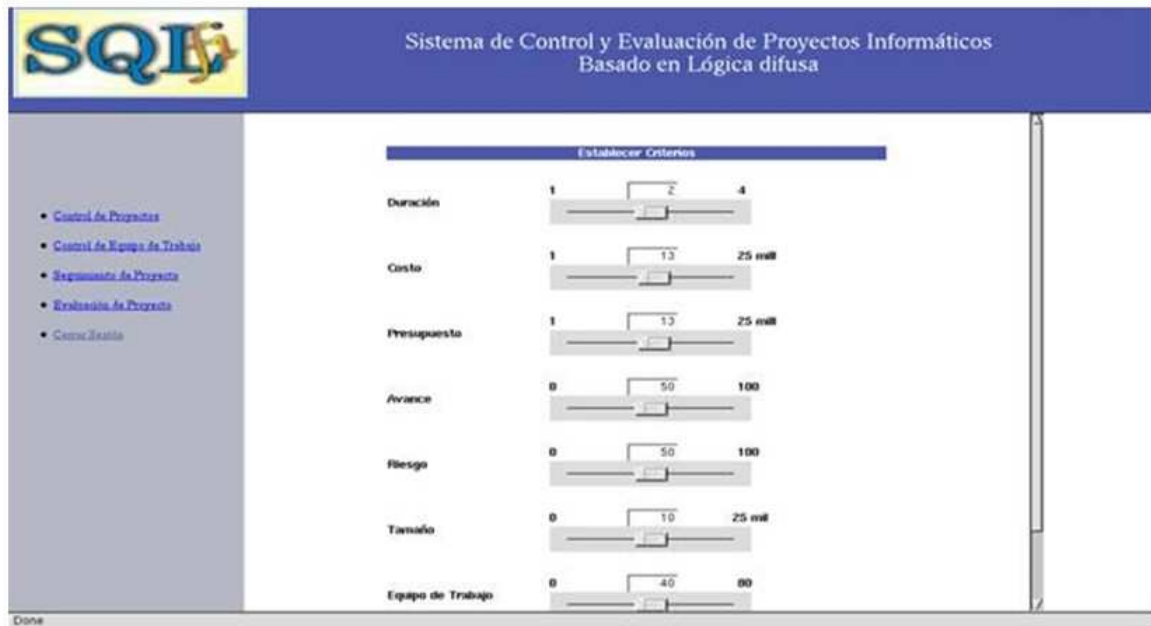 SQLfi
Sistema de Control y Evaluación de Proyectos Informáticos
Basado en Lógica difusa
Control de Proyectos
Control de Equipo de Trabajo
Seguimiento de Proyecto
Evaluación de Proyecto
Cerrar Sesión
Establecer Criterios
Duración
1 2 4
Costo
1 13 25 mill
Presupuesto
1 13 25 mill
Avance
0 50 100
Riesgo
0 50 100
Tamaño
0 10 25 mil
Equipo de Trabajo
0 40 80
Done